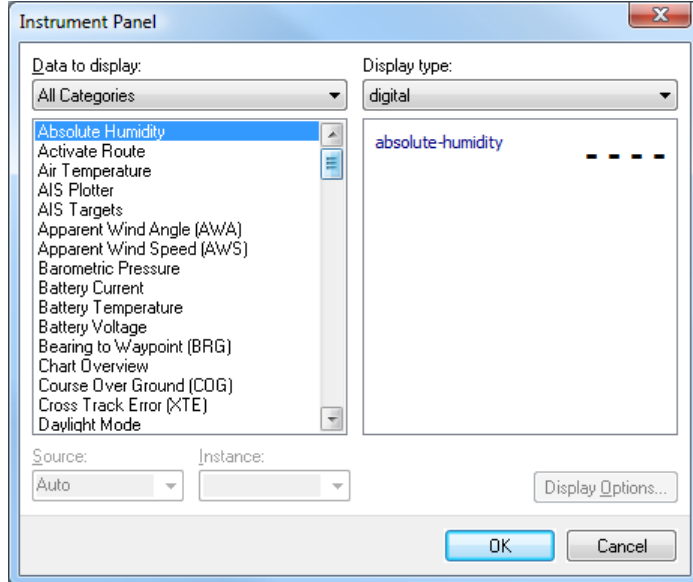 Instrument Panel
Data to display:
All Categories
Absolute Humidity
Activate Route
Air Temperature
AIS Plotter
AIS Targets
Apparent Wind Angle (AWA)
Apparent Wind Speed (AWS)
Barometric Pressure
Battery Current
Battery Temperature
Battery Voltage
Bearing to Waypoint (BRG)
Chart Overview
Course Over Ground (COG)
Cross Track Error (XTE)
Daylight Mode
Display type:
digital
absolute-humidity
- - - -
Source:
Auto
Instance:
Display Options...
OK
Cancel